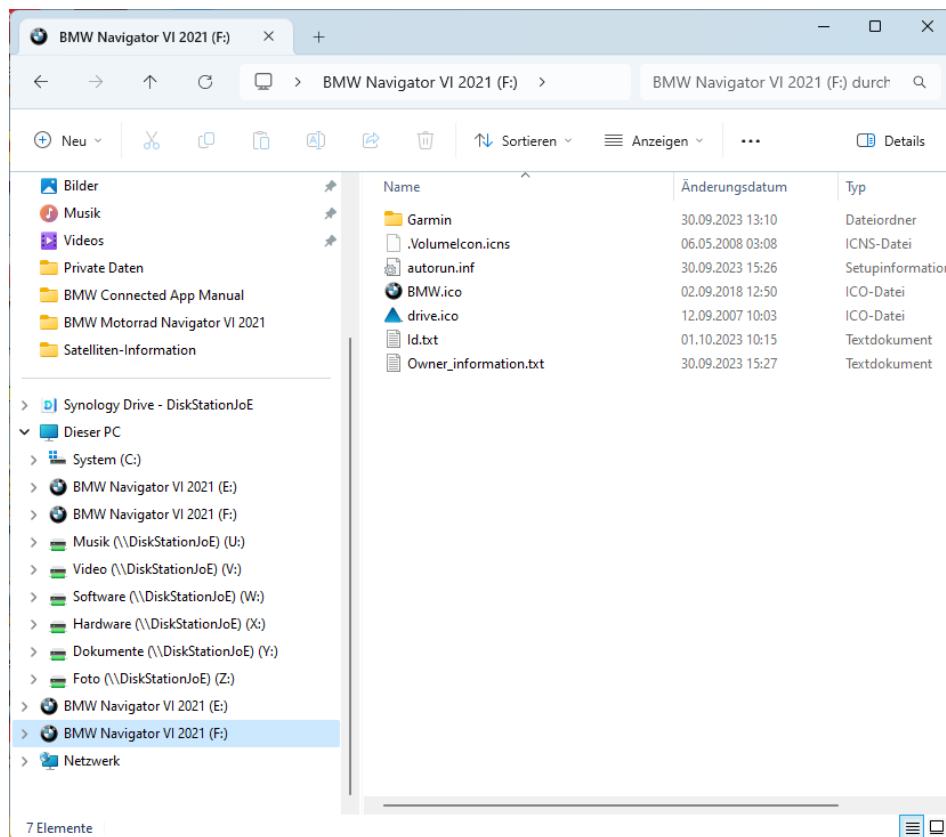 BMW Navigator VI 2021 (F:)
BMW Navigator VI 2021 (F:)
BMW Navigator VI 2021 (F:) durch
Neu
Sortieren
Anzeigen
Details
Bilder
Musik
Videos
Private Daten
BMW Connected App Manual
BMW Motorrad Navigator VI 2021
Satelliten-Information
Synology Drive - DiskStationJoE
Dieser PC
System (C:)
BMW Navigator VI 2021 (E:)
BMW Navigator VI 2021 (F:)
Musik (\\DiskStationJoE) (U:)
Video (\\DiskStationJoE) (V:)
Software (\\DiskStationJoE) (W:)
Hardware (\\DiskStationJoE) (X:)
Dokumente (\\DiskStationJoE) (Y:)
Foto (\\DiskStationJoE) (Z:)
BMW Navigator VI 2021 (E:)
BMW Navigator VI 2021 (F:)
Netzwerk
Name Änderungsdatum Typ
Garmin 30.09.2023 13:10 Dateiordner
.VolumeIcon.icns 06.05.2008 03:08 ICNS-Datei
autorun.inf 30.09.2023 15:26 Setupinformation
BMW.ico 02.09.2018 12:50 ICO-Datei
drive.ico 12.09.2007 10:03 ICO-Datei
Id.txt 01.10.2023 10:15 Textdokument
Owner_information.txt 30.09.2023 15:27 Textdokument
7 Elemente